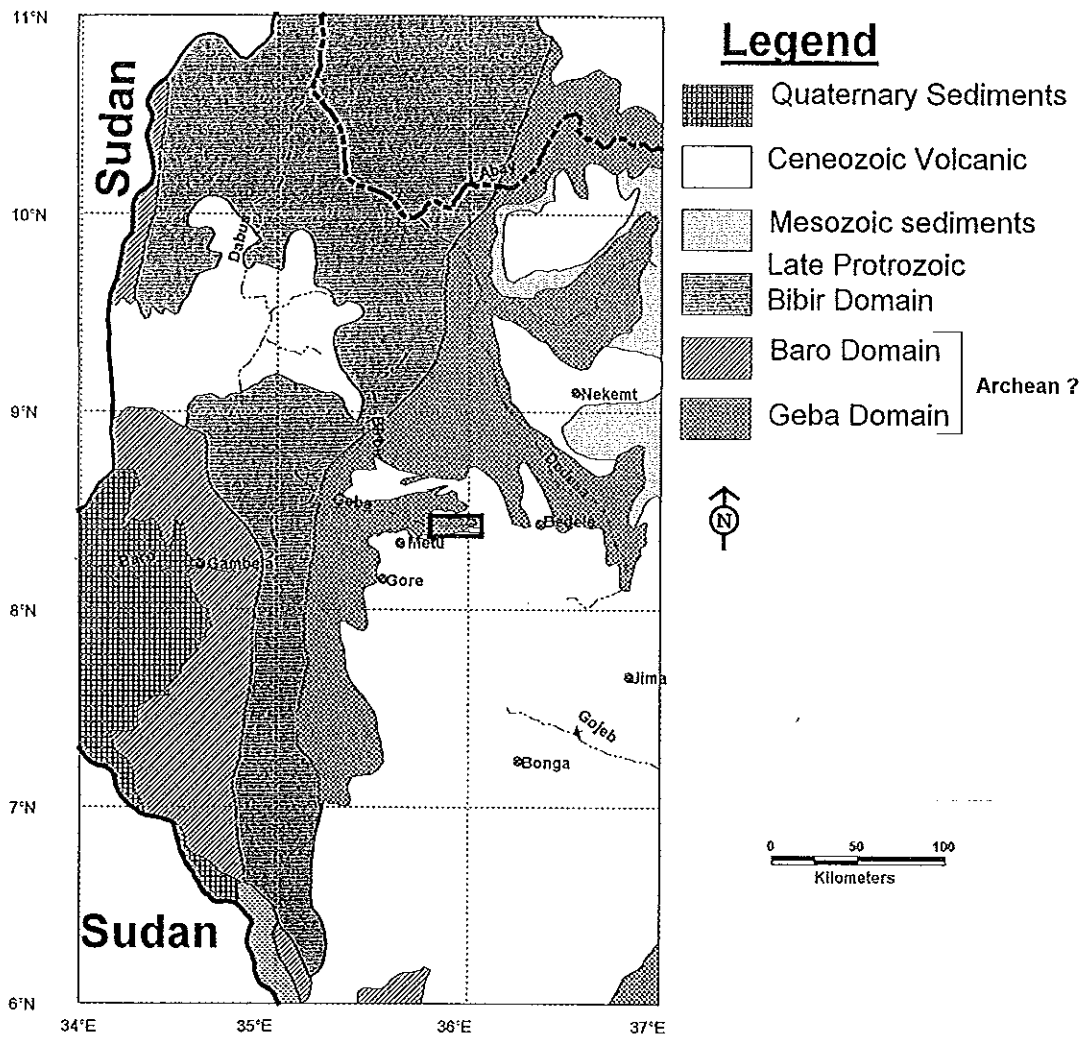 11°N
10°N
9°N
8°N
7°N
6°N
34°E
35°E
36°E
37°E
Sudan
Abay
Dabus
Nekemt
Geba
Bedele
Metu
Baro
Gambela
Gore
Jima
Gojeb
Bonga
Sudan
Legend
Quaternary Sediments
Ceneozoic Volcanic
Mesozoic sediments
Late Protrozoic
Bibir Domain
Baro Domain
Geba Domain
Archean ?
N
0 50 100
Kilometers